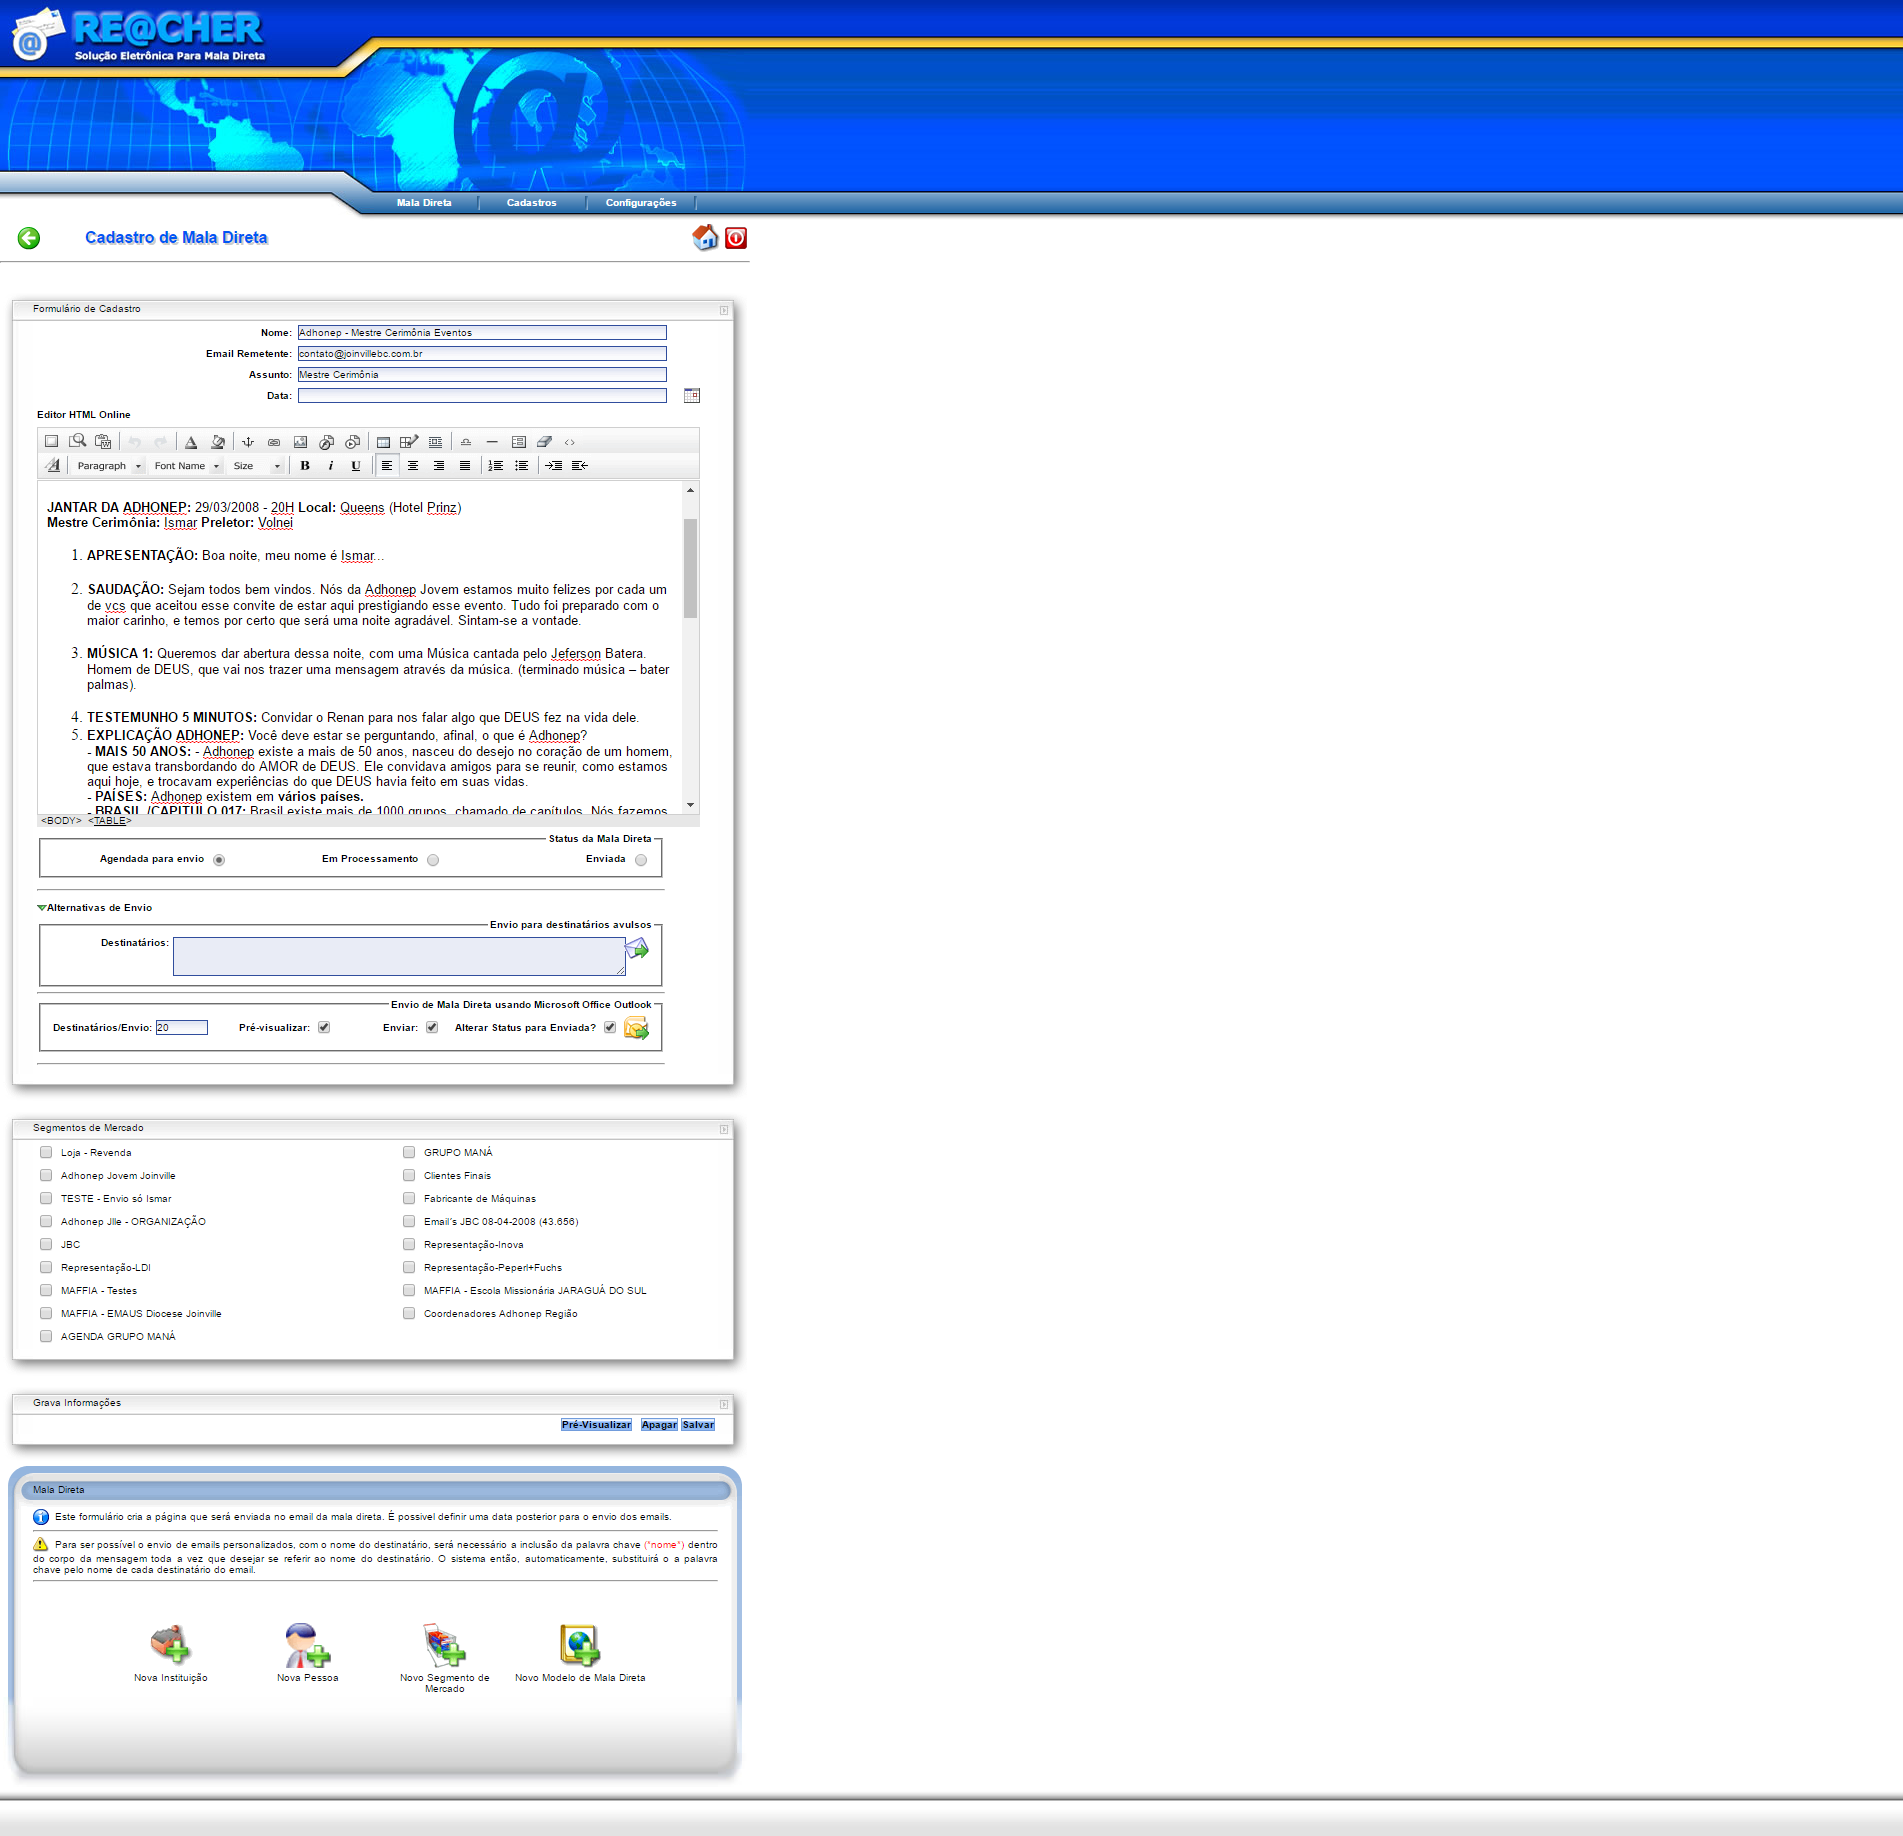 RE@CHER
Solução Eletrônica Para Mala Direta
Mala Direta Cadastros Configurações
Cadastro de Mala Direta
Formulário de Cadastro
Nome: Adhonep - Mestre Cerimônia Eventos
Email Remetente: contato@joinvillebc.com.br
Assunto: Mestre Cerimônia
Data:
Editor HTML Online
Paragraph Font Name Size B i U
JANTAR DA ADHONEP: 29/03/2008 - 20H Local: Queens (Hotel Prinz)
Mestre Cerimônia: Ismar Preletor: Volnei
1. APRESENTAÇÃO: Boa noite, meu nome é Ismar...
2. SAUDAÇÃO: Sejam todos bem vindos. Nós da Adhonep Jovem estamos muito felizes por cada um
de vcs que aceitou esse convite de estar aqui prestigiando esse evento. Tudo foi preparado com o
maior carinho, e temos por certo que será uma noite agradável. Sintam-se a vontade.
3. MÚSICA 1: Queremos dar abertura dessa noite, com uma Música cantada pelo Jeferson Batera.
Homem de DEUS, que vai nos trazer uma mensagem através da música. (terminado música – bater
palmas).
4. TESTEMUNHO 5 MINUTOS: Convidar o Renan para nos falar algo que DEUS fez na vida dele.
5. EXPLICAÇÃO ADHONEP: Você deve estar se perguntando, afinal, o que é Adhonep?
- MAIS 50 ANOS: - Adhonep existe a mais de 50 anos, nasceu do desejo no coração de um homem,
que estava transbordando do AMOR de DEUS. Ele convidava amigos para se reunir, como estamos
aqui hoje, e trocavam experiências do que DEUS havia feito em suas vidas.
- PAÍSES: Adhonep existem em vários países.
- BRASIL /CAPITULO 017: Brasil existe mais de 1000 grupos, chamado de capítulos. Nós fazemos
<BODY> <TABLE>
Status da Mala Direta
Agendada para envio Em Processamento Enviada
Alternativas de Envio
Envio para destinatários avulsos
Destinatários:
Envio de Mala Direta usando Microsoft Office Outlook
Destinatários/Envio: 20 Pré-visualizar: Enviar: Alterar Status para Enviada?
Segmentos de Mercado
Loja - Revenda GRUPO MANÁ
Adhonep Jovem Joinville Clientes Finais
TESTE - Envio só Ismar Fabricante de Máquinas
Adhonep Jlle - ORGANIZAÇÃO Email´s JBC 08-04-2008 (43.656)
JBC Representação-Inova
Representação-LDI Representação-Peperl+Fuchs
MAFFIA - Testes MAFFIA - Escola Missionária JARAGUÁ DO SUL
MAFFIA - EMAUS Diocese Joinville Coordenadores Adhonep Região
AGENDA GRUPO MANÁ
Grava Informações
Pré-Visualizar Apagar Salvar
Mala Direta
Este formulário cria a página que será enviada no email da mala direta. É possivel definir uma data posterior para o envio dos emails.
Para ser possível o envio de emails personalizados, com o nome do destinatário, será necessário a inclusão da palavra chave (*nome*) dentro
do corpo da mensagem toda a vez que desejar se referir ao nome do destinatário. O sistema então, automaticamente, substituirá o a palavra
chave pelo nome de cada destinatário do email.
Nova Instituição Nova Pessoa Novo Segmento de Novo Modelo de Mala Direta
Mercado